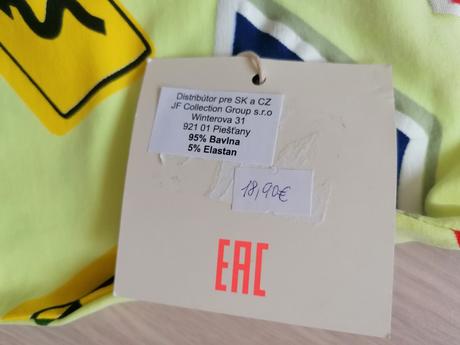 Distribútor pre SK a CZ
JF Collection Group s.r.o
Winterova 31
921 01 Piešťany
95% Bavlna
5% Elastan
18,90€
EAC